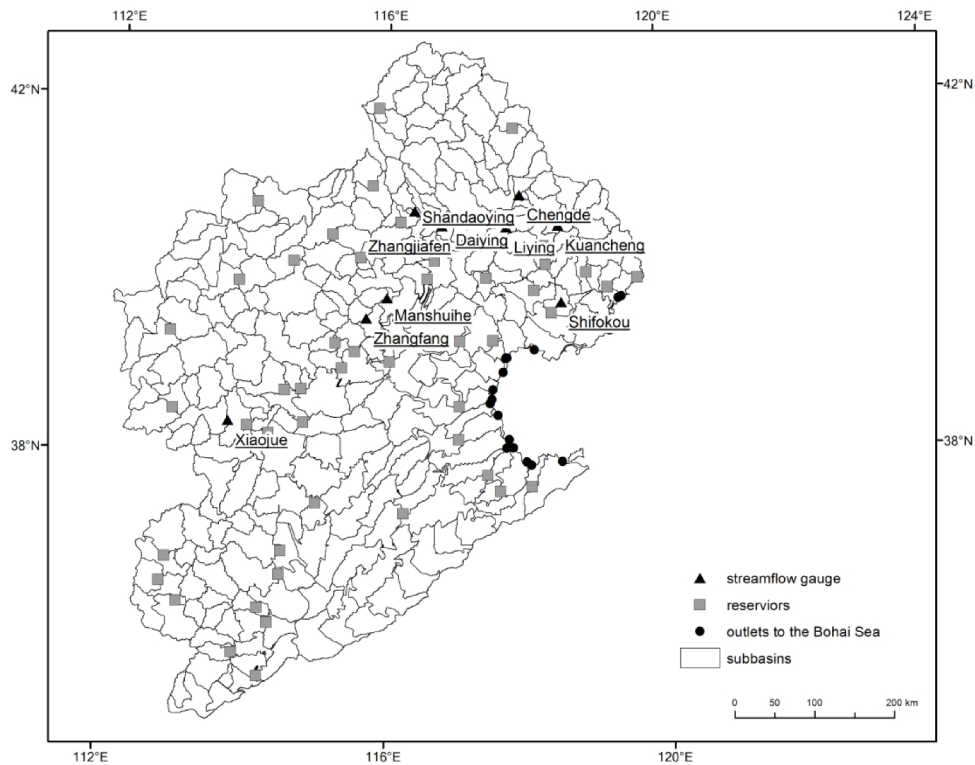 112°E 116°E 120°E 124°E
42°N 42°N
Shandaoying Chengde
Zhangjiafen Daiying Liying Kuancheng
Manshuihe Shifokou
Zhangfang
Xiaojue
38°N 38°N
streamflow gauge
reserviors
outlets to the Bohai Sea
subbasins
0 50 100 200 km
112°E 116°E 120°E